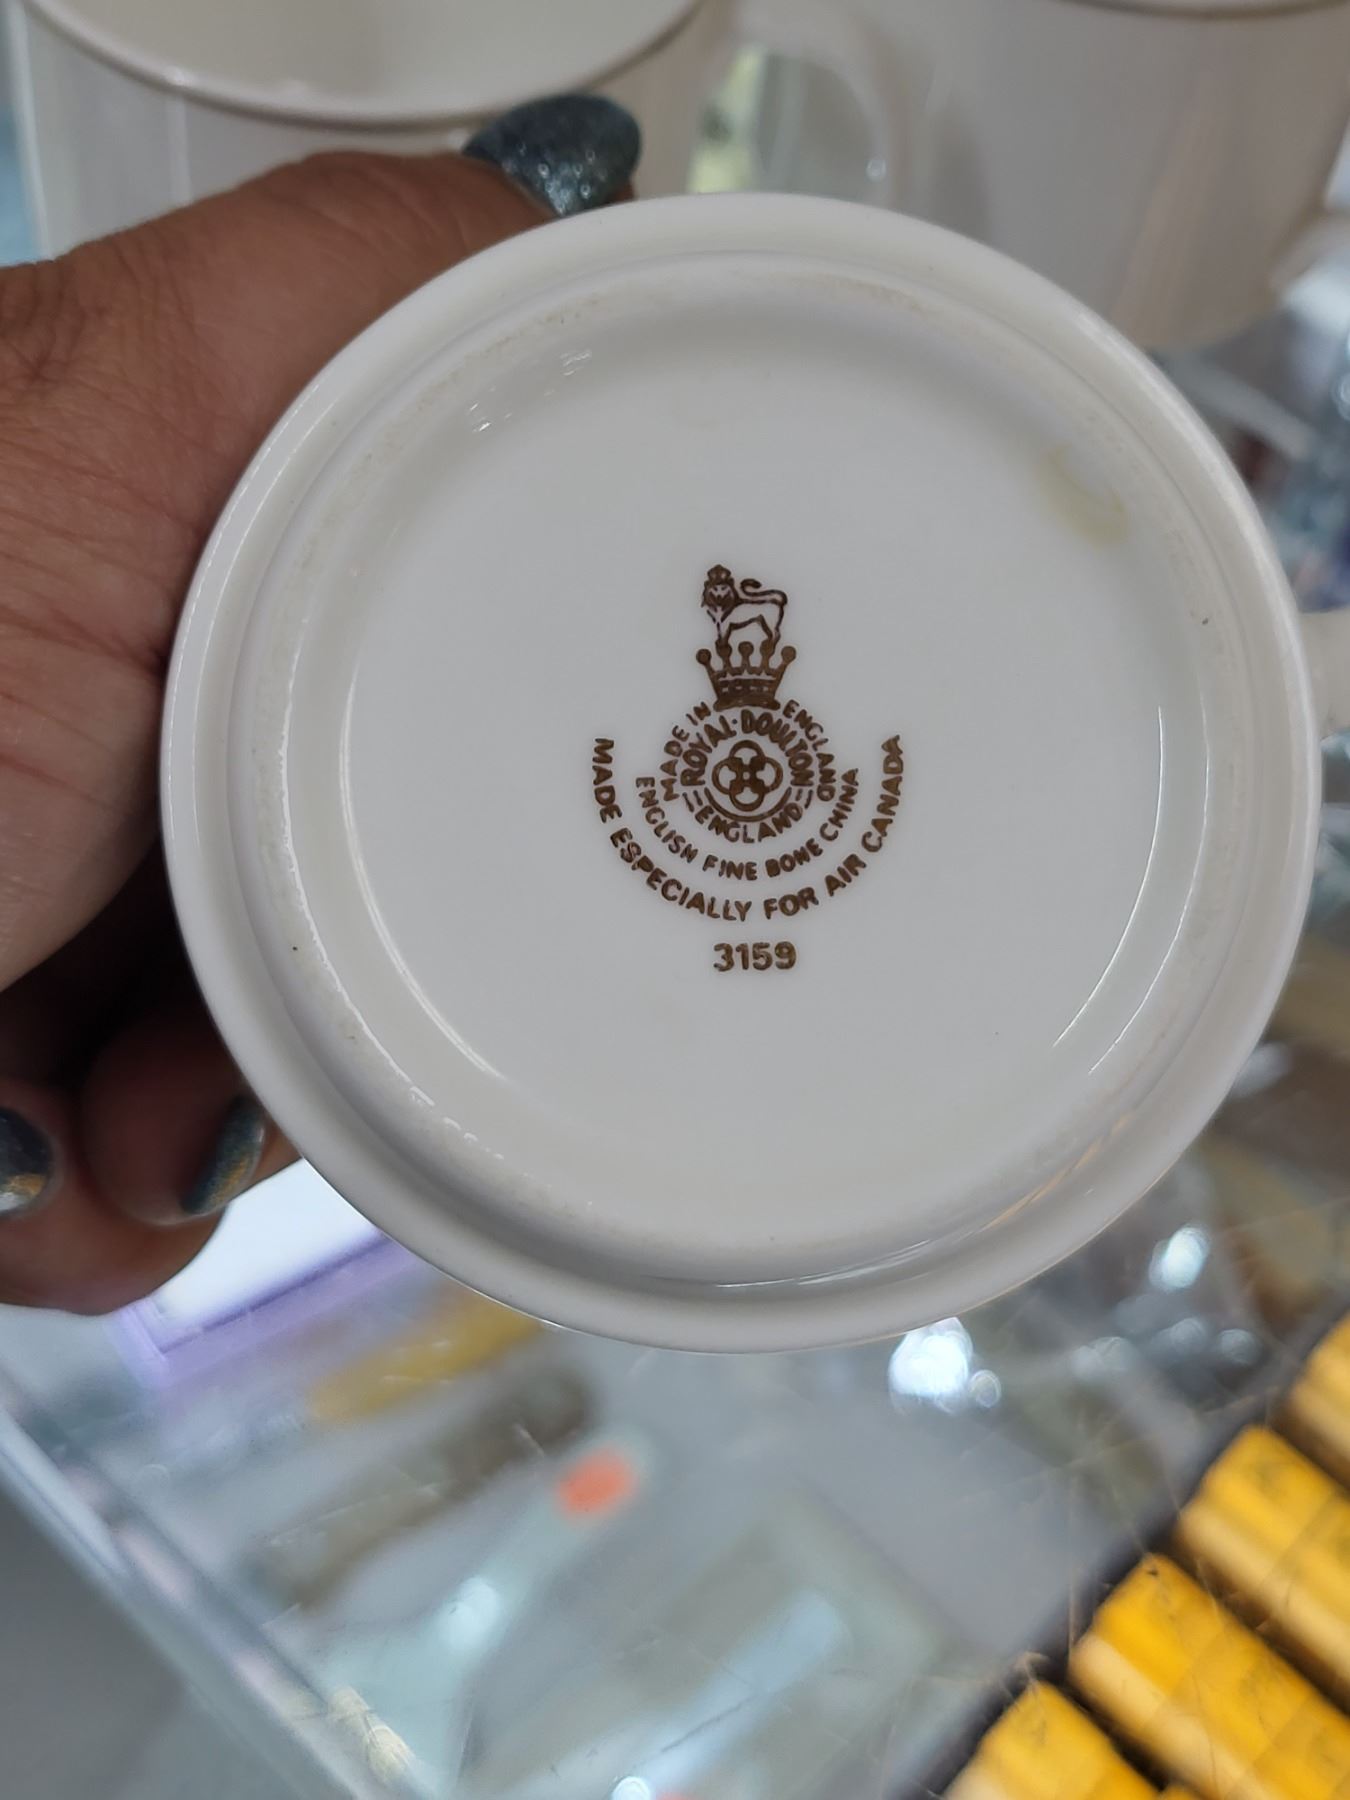 MADE IN ENGLAND
ROYAL·DOULTON
ENGLAND
ENGLISH FINE BONE CHINA
MADE ESPECIALLY FOR AIR CANADA
3159